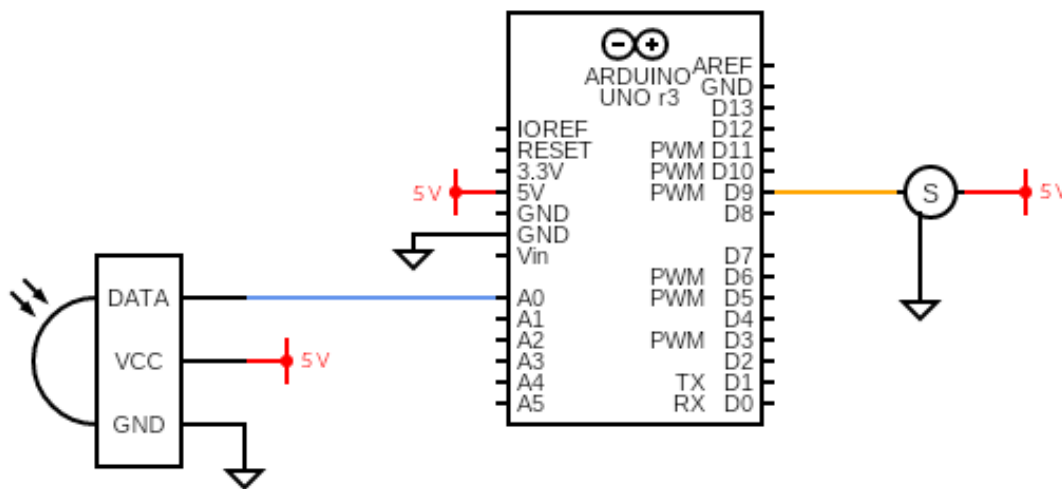 ARDUINO
UNO r3
AREF
GND
D13
IOREF
D12
RESET
PWM D11
3.3V
PWM D10
5 V
5V
PWM D9
S
5 V
GND
D8
GND
Vin
D7
PWM D6
DATA
A0
PWM D5
A1
D4
A2
PWM D3
VCC
5 V
A3
D2
A4
TX D1
A5
RX D0
GND